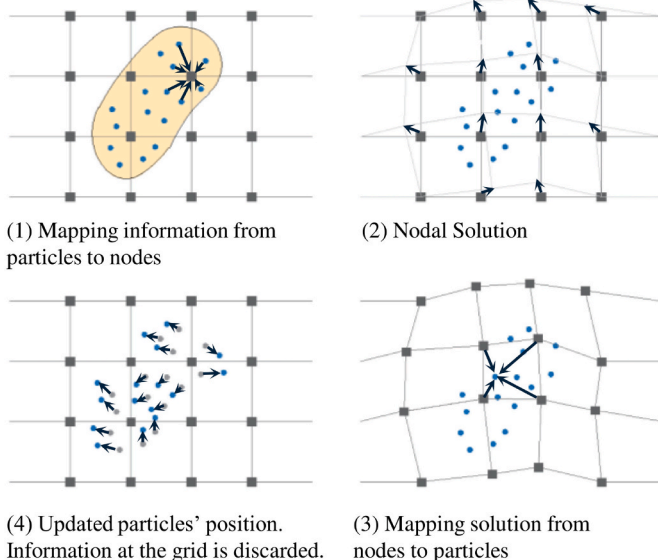 (1) Mapping information from
particles to nodes
(2) Nodal Solution
(4) Updated particles’ position.
Information at the grid is discarded.
(3) Mapping solution from
nodes to particles